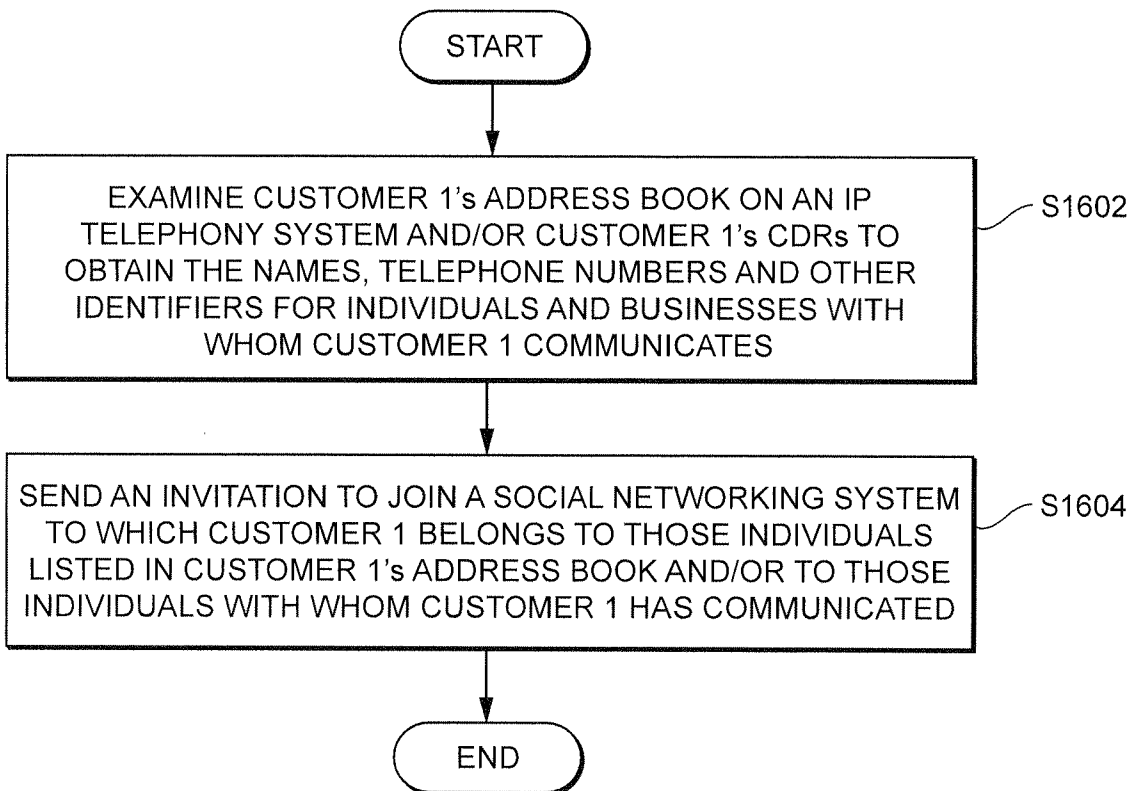 START
EXAMINE CUSTOMER 1's ADDRESS BOOK ON AN IP
TELEPHONY SYSTEM AND/OR CUSTOMER 1's CDRs TO
OBTAIN THE NAMES, TELEPHONE NUMBERS AND OTHER
IDENTIFIERS FOR INDIVIDUALS AND BUSINESSES WITH
WHOM CUSTOMER 1 COMMUNICATES
S1602
SEND AN INVITATION TO JOIN A SOCIAL NETWORKING SYSTEM
TO WHICH CUSTOMER 1 BELONGS TO THOSE INDIVIDUALS
LISTED IN CUSTOMER 1's ADDRESS BOOK AND/OR TO THOSE
INDIVIDUALS WITH WHOM CUSTOMER 1 HAS COMMUNICATED
S1604
END